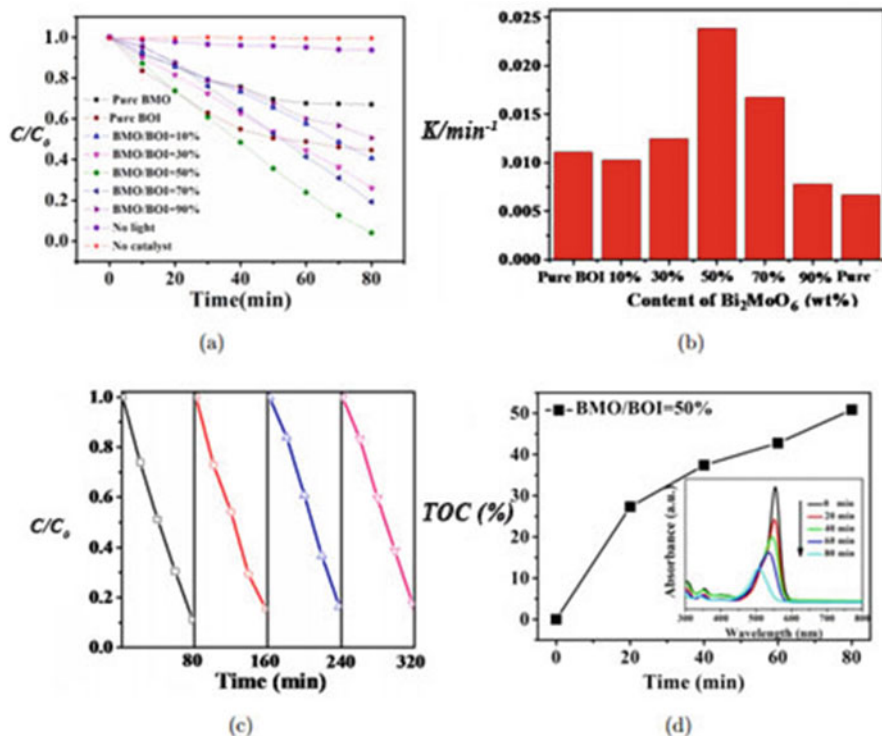 1.0
0.8
0.6
0.4
0.2
0.0
C/C₀
Pure BMO
Pure BOI
BMO/BOI=10%
BMO/BOI=30%
BMO/BOI=50%
BMO/BOI=70%
BMO/BOI=90%
No light
No catalyst
0 20 40 60 80
Time(min)
(a)
0.025
0.020
0.015
0.010
0.005
0.000
K/min⁻¹
Pure BOI 10% 30% 50% 70% 90% Pure
Content of Bi₂MoO₆ (wt%)
(b)
1.0
0.8
0.6
0.4
0.2
0.0
C/C₀
80 160 240 320
Time (min)
(c)
50
40
30
20
10
0
TOC (%)
BMO/BOI=50%
Absorbance (a.u.)
0 min
20 min
40 min
60 min
80 min
300 400 500 600 700 800
Wavelength (nm)
0 20 40 60 80
Time (min)
(d)